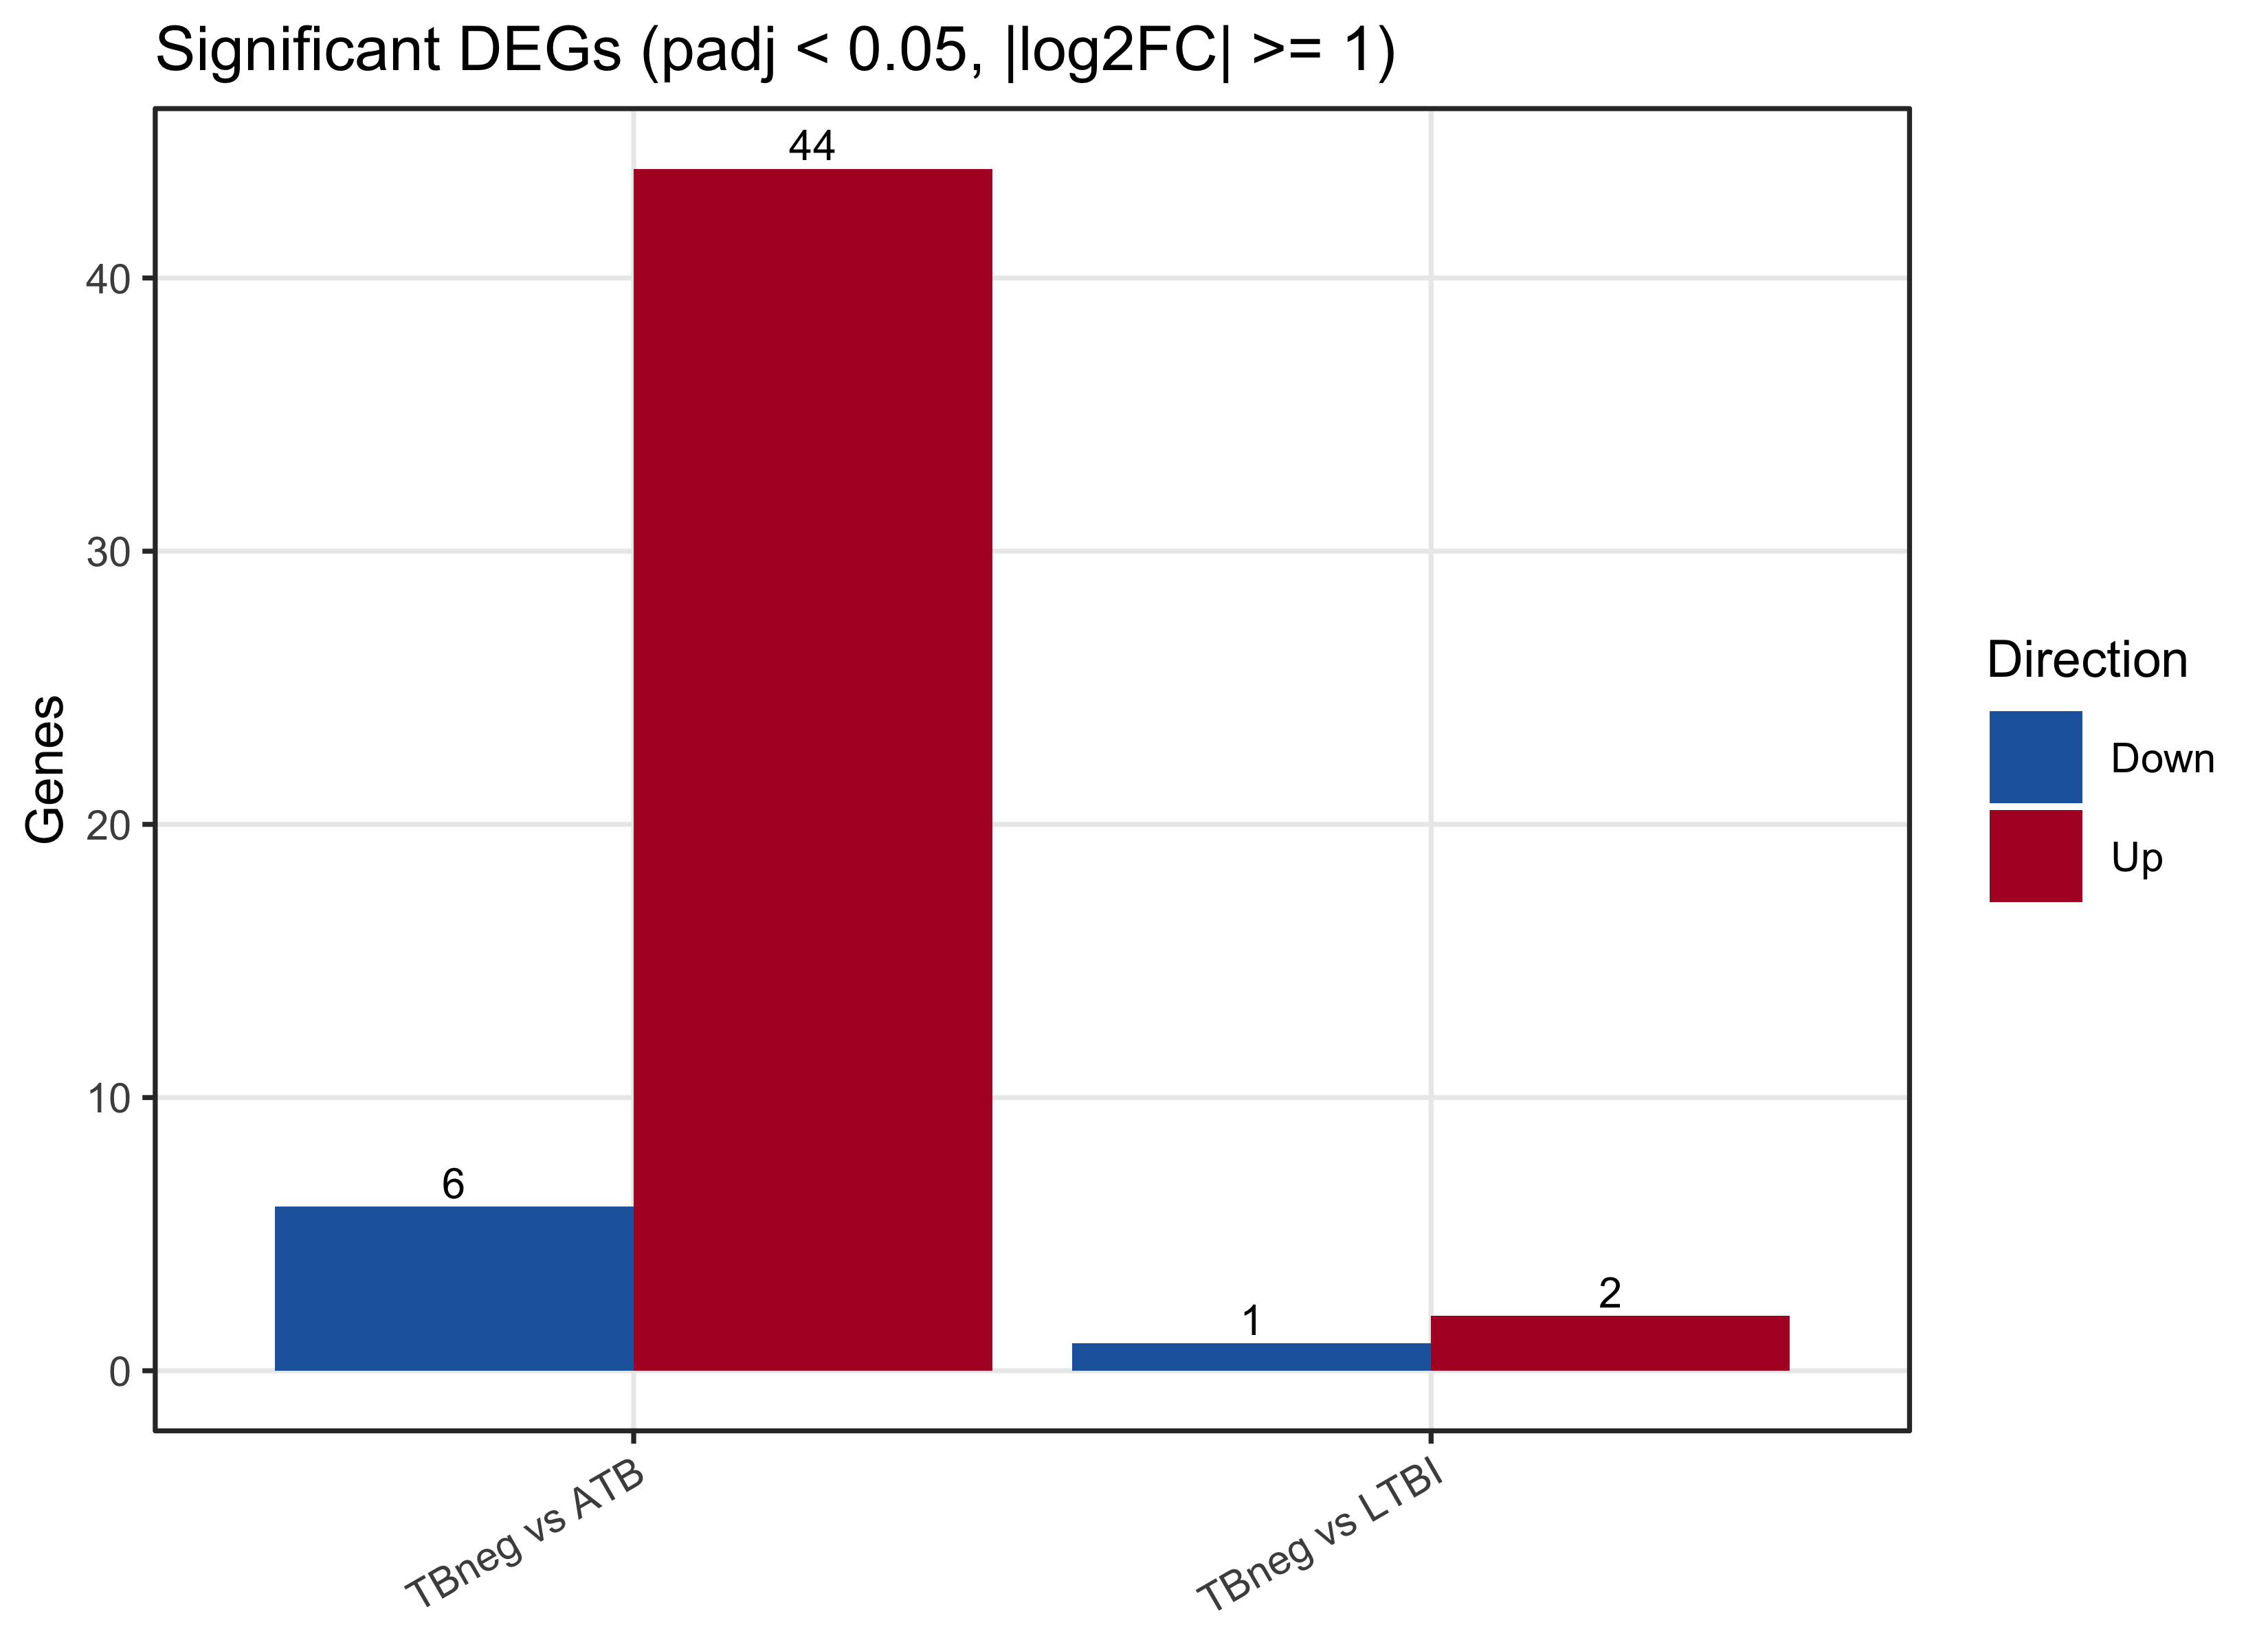 Significant DEGs (padj < 0.05, |log2FC| >= 1)
Genes
40
30
20
10
0
6
44
1
2
TBneg vs ATB
TBneg vs LTBI
Direction
Down
Up